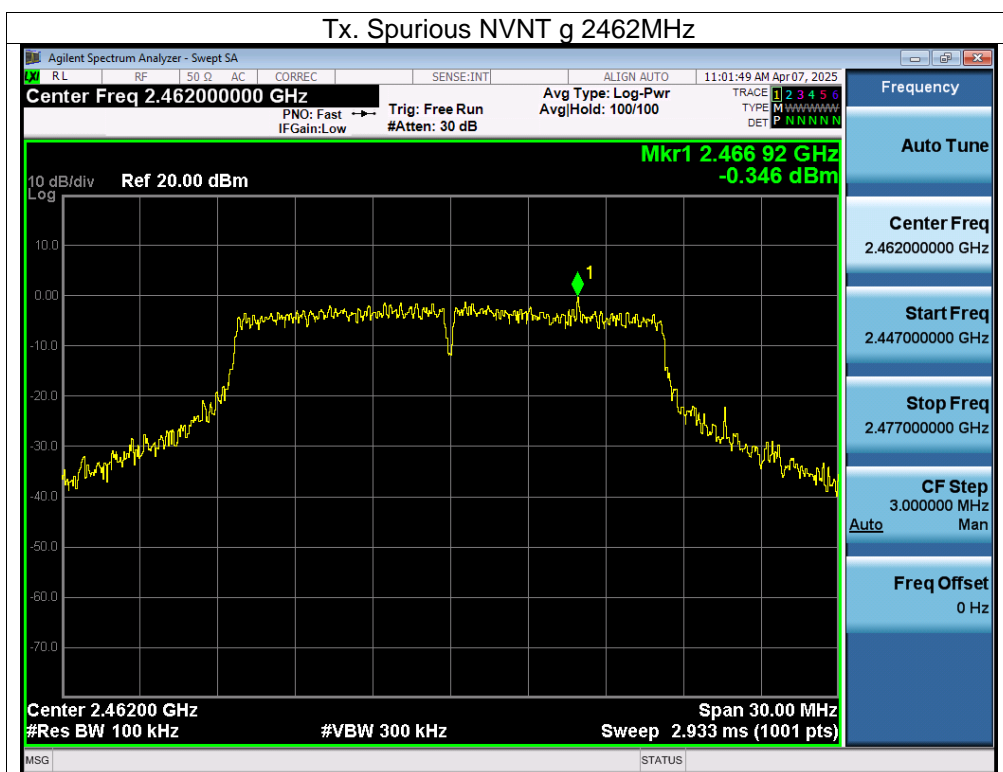 Tx. Spurious NVNT g 2462MHz
Agilent Spectrum Analyzer - Swept SA
LXI RL RF 50 Ω AC CORREC SENSE:INT ALIGN AUTO 11:01:49 AM Apr 07, 2025
Center Freq 2.462000000 GHz
PNO: Fast
IFGain:Low
Trig: Free Run
#Atten: 30 dB
Avg Type: Log-Pwr
Avg|Hold: 100/100
TRACE 1 2 3 4 5 6
TYPE M WWWWW
DET P N N N N N
Mkr1 2.466 92 GHz
-0.346 dBm
10 dB/div Ref 20.00 dBm
Log
10.0
0.00
-10.0
-20.0
-30.0
-40.0
-50.0
-60.0
-70.0
1
Center 2.46200 GHz Span 30.00 MHz
#Res BW 100 kHz #VBW 300 kHz Sweep 2.933 ms (1001 pts)
MSG STATUS
Frequency
Auto Tune
Center Freq
2.462000000 GHz
Start Freq
2.447000000 GHz
Stop Freq
2.477000000 GHz
CF Step
3.000000 MHz
Auto Man
Freq Offset
0 Hz